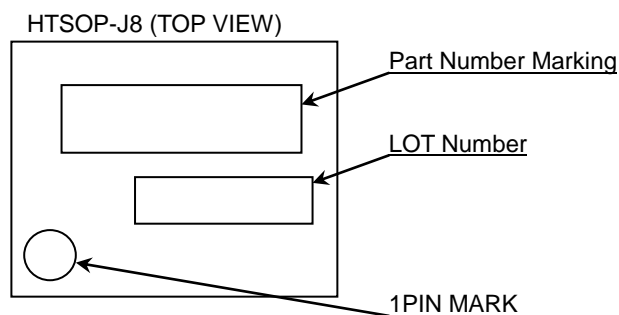 HTSOP-J8 (TOP VIEW)
Part Number Marking
LOT Number
1PIN MARK